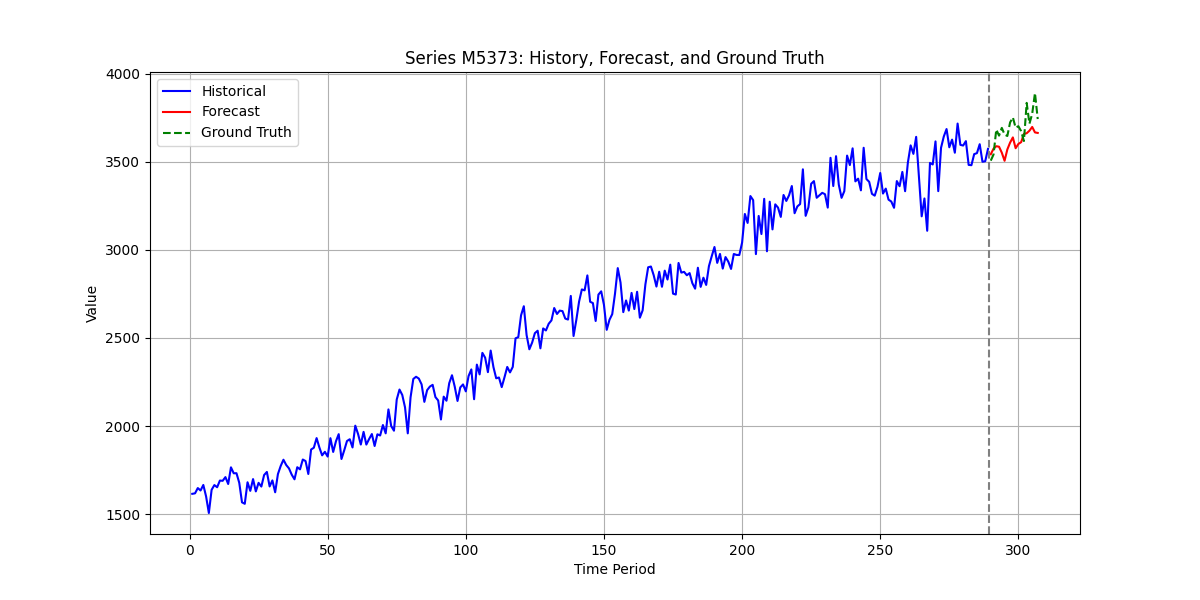 Series M5373: History, Forecast, and Ground Truth
Historical
Forecast
Ground Truth
Value
4000
3500
3000
2500
2000
1500
0 50 100 150 200 250 300
Time Period